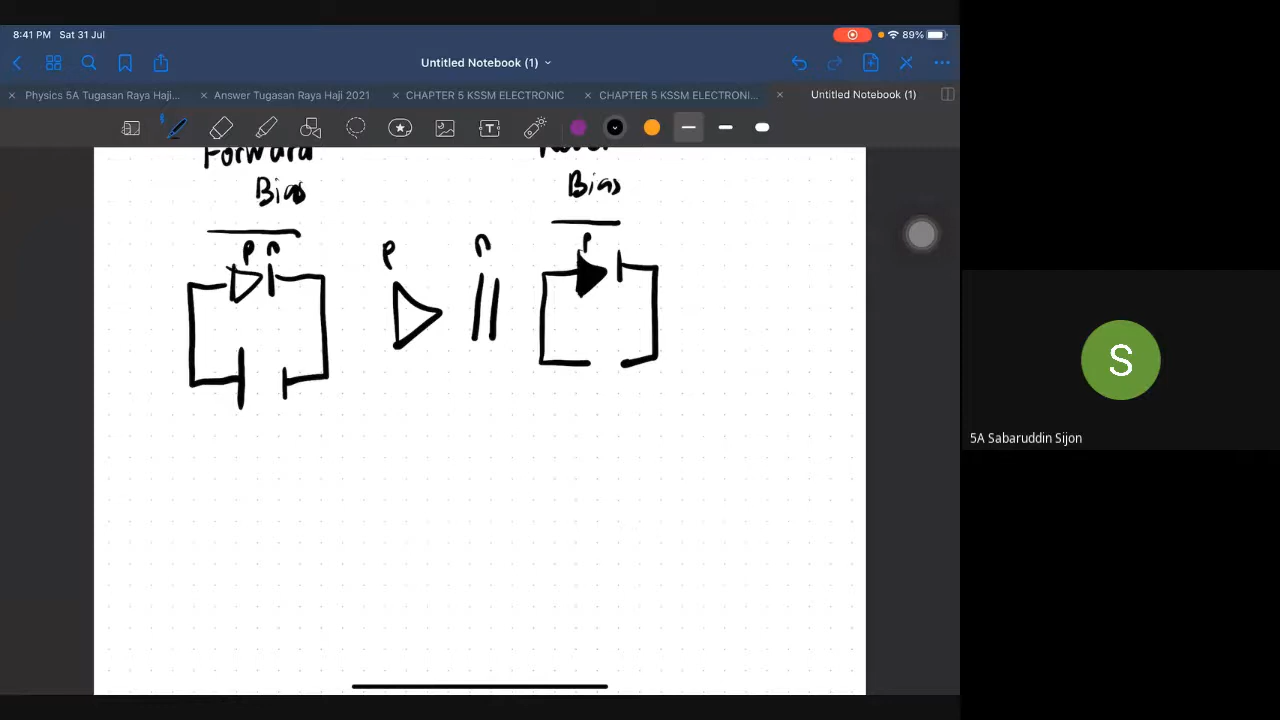 8:41 PM Sat 31 Jul
89%
Untitled Notebook (1)
Physics 5A Tugasan Raya Haji...
Answer Tugasan Raya Haji 2021
CHAPTER 5 KSSM ELECTRONIC
CHAPTER 5 KSSM ELECTRONI...
Untitled Notebook (1)
T
Forward
Bias
Bias
p n
p
n
p
S
5A Sabaruddin Sijon